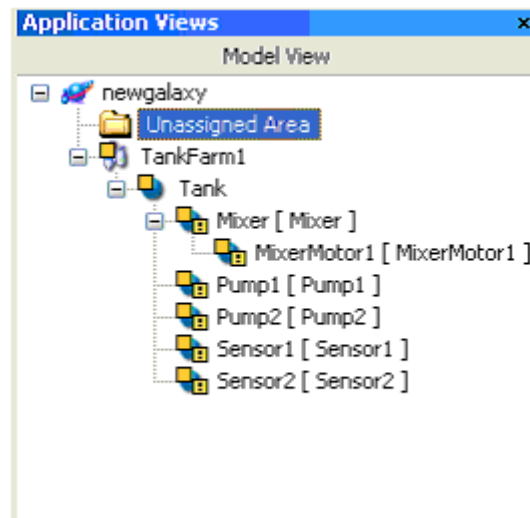 Application Views
Model View
newgalaxy
Unassigned Area
TankFarm1
Tank
Mixer [ Mixer ]
MixerMotor1 [ MixerMotor1 ]
Pump1 [ Pump1 ]
Pump2 [ Pump2 ]
Sensor1 [ Sensor1 ]
Sensor2 [ Sensor2 ]